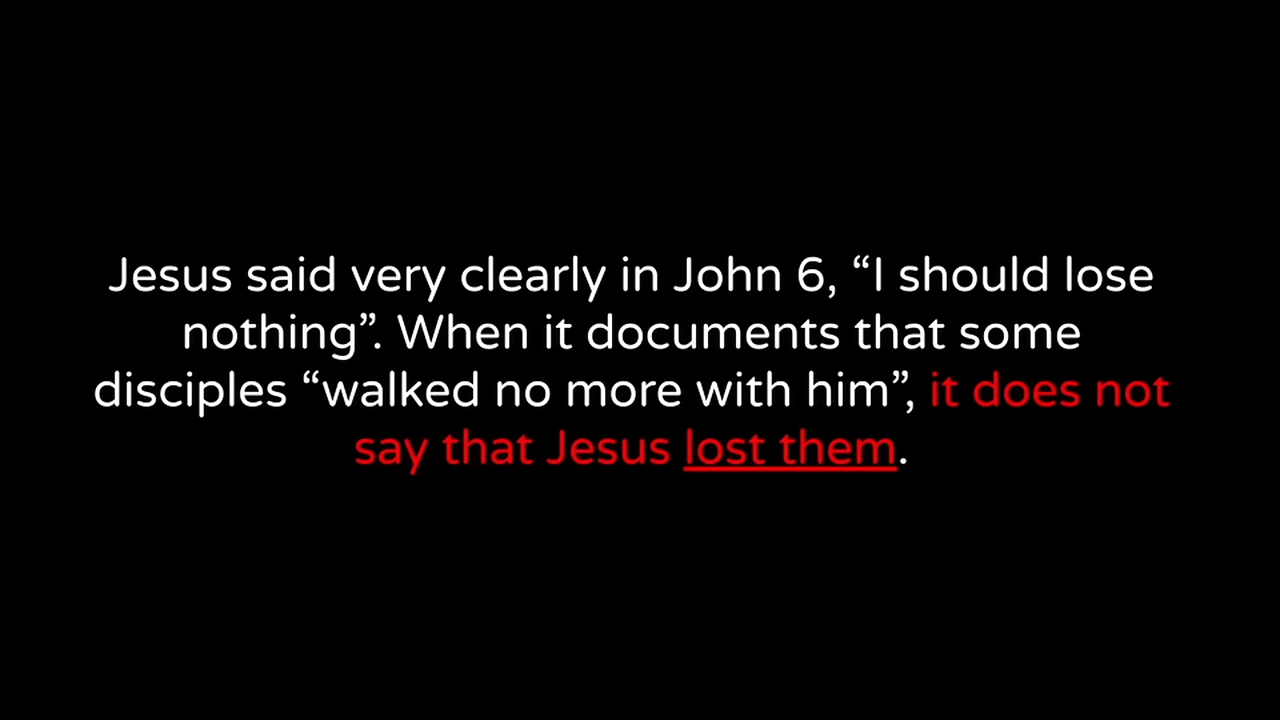 Jesus said very clearly in John 6, “I should lose
nothing”. When it documents that some
disciples “walked no more with him”, it does not
say that Jesus lost them.